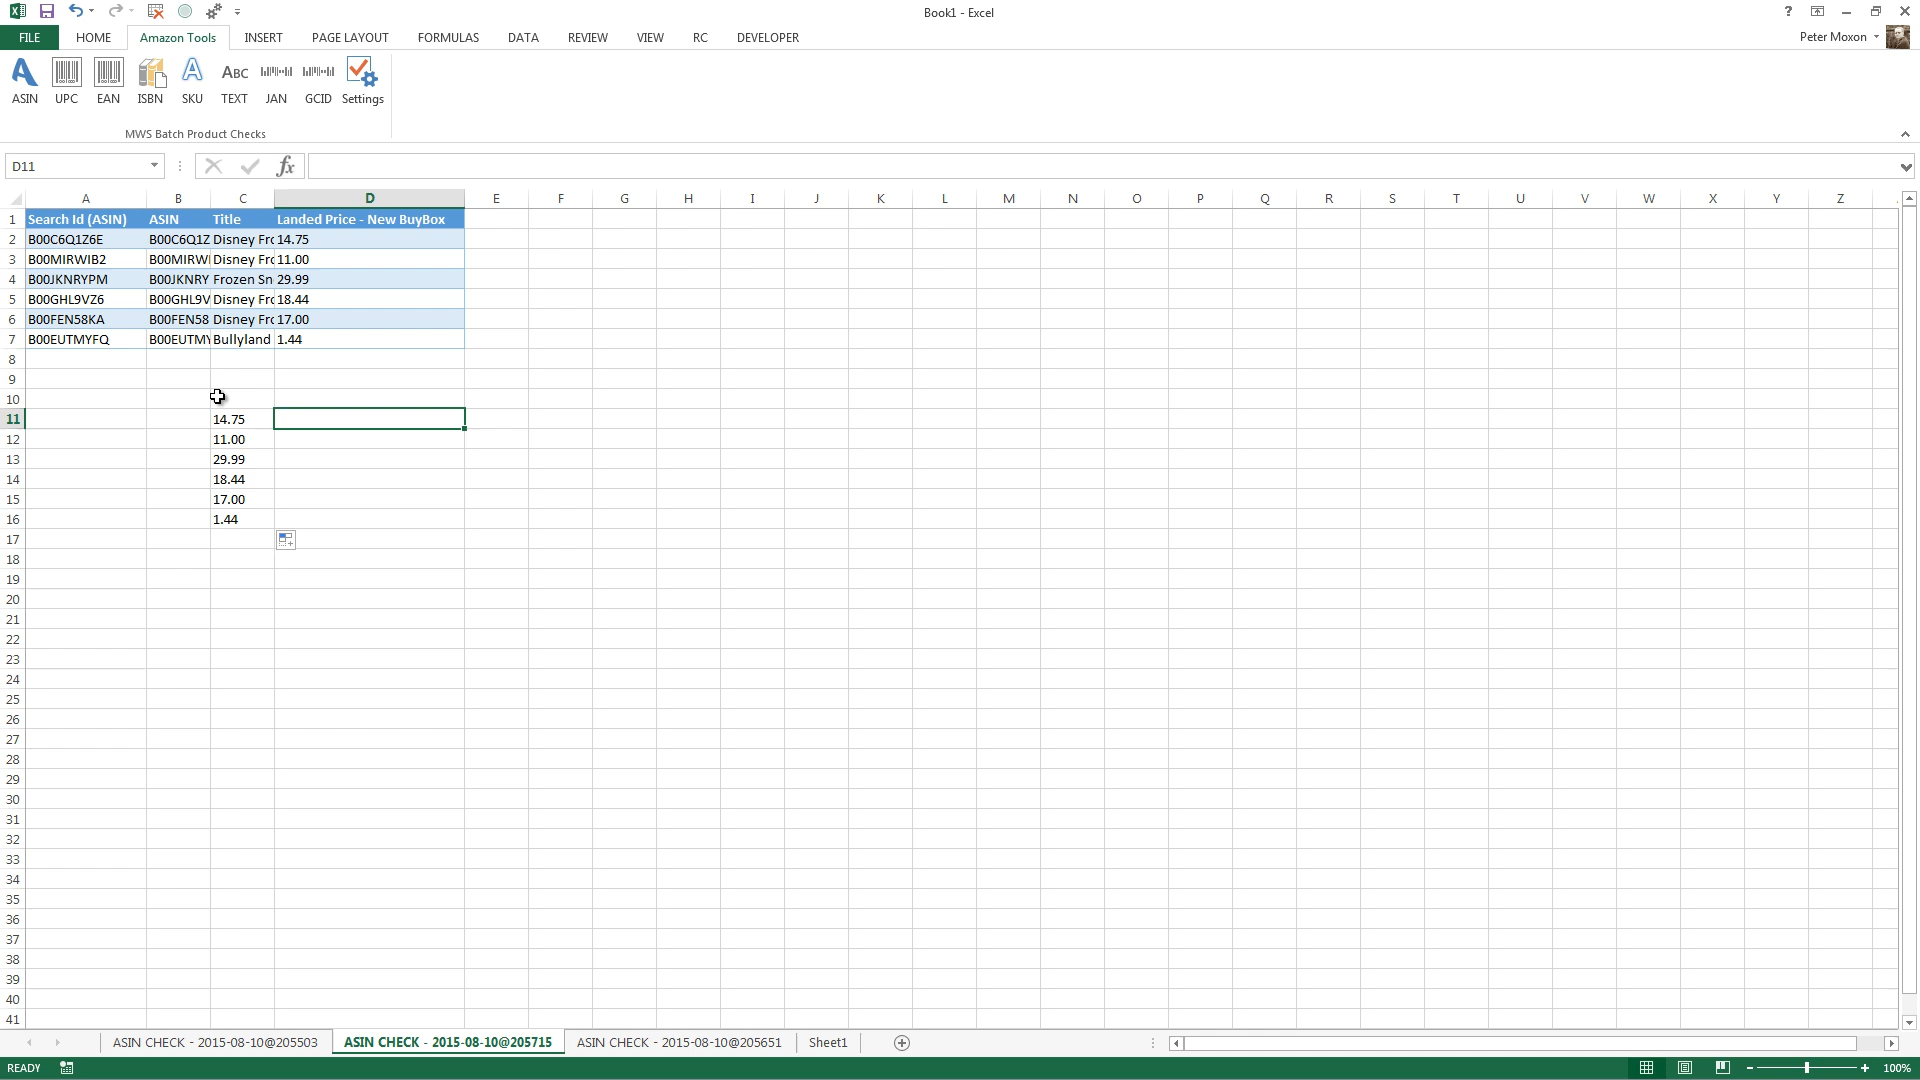 Book1 - Excel
?
FILE HOME Amazon Tools INSERT PAGE LAYOUT FORMULAS DATA REVIEW VIEW RC DEVELOPER Peter Moxon
ABC
ASIN UPC EAN ISBN SKU TEXT JAN GCID Settings
MWS Batch Product Checks
D11 fx
A B C D E F G H I J K L M N O P Q R S T U V W X Y Z
1 Search Id (ASIN) ASIN Title Landed Price - New BuyBox
2 B00C6Q1Z6E B00C6Q1Z Disney Fro 14.75
3 B00MIRWIB2 B00MIRWI Disney Fro 11.00
4 B00JKNRYPM B00JKNRY Frozen Sn 29.99
5 B00GHL9VZ6 B00GHL9V Disney Fro 18.44
6 B00FEN58KA B00FEN58 Disney Fro 17.00
7 B00EUTMYFQ B00EUTMY Bullyland 1.44
8
9
10
11 14.75
12 11.00
13 29.99
14 18.44
15 17.00
16 1.44
17
18
19
20
21
22
23
24
25
26
27
28
29
30
31
32
33
34
35
36
37
38
39
40
41
ASIN CHECK - 2015-08-10@205503 ASIN CHECK - 2015-08-10@205715 ASIN CHECK - 2015-08-10@205651 Sheet1
READY 100%